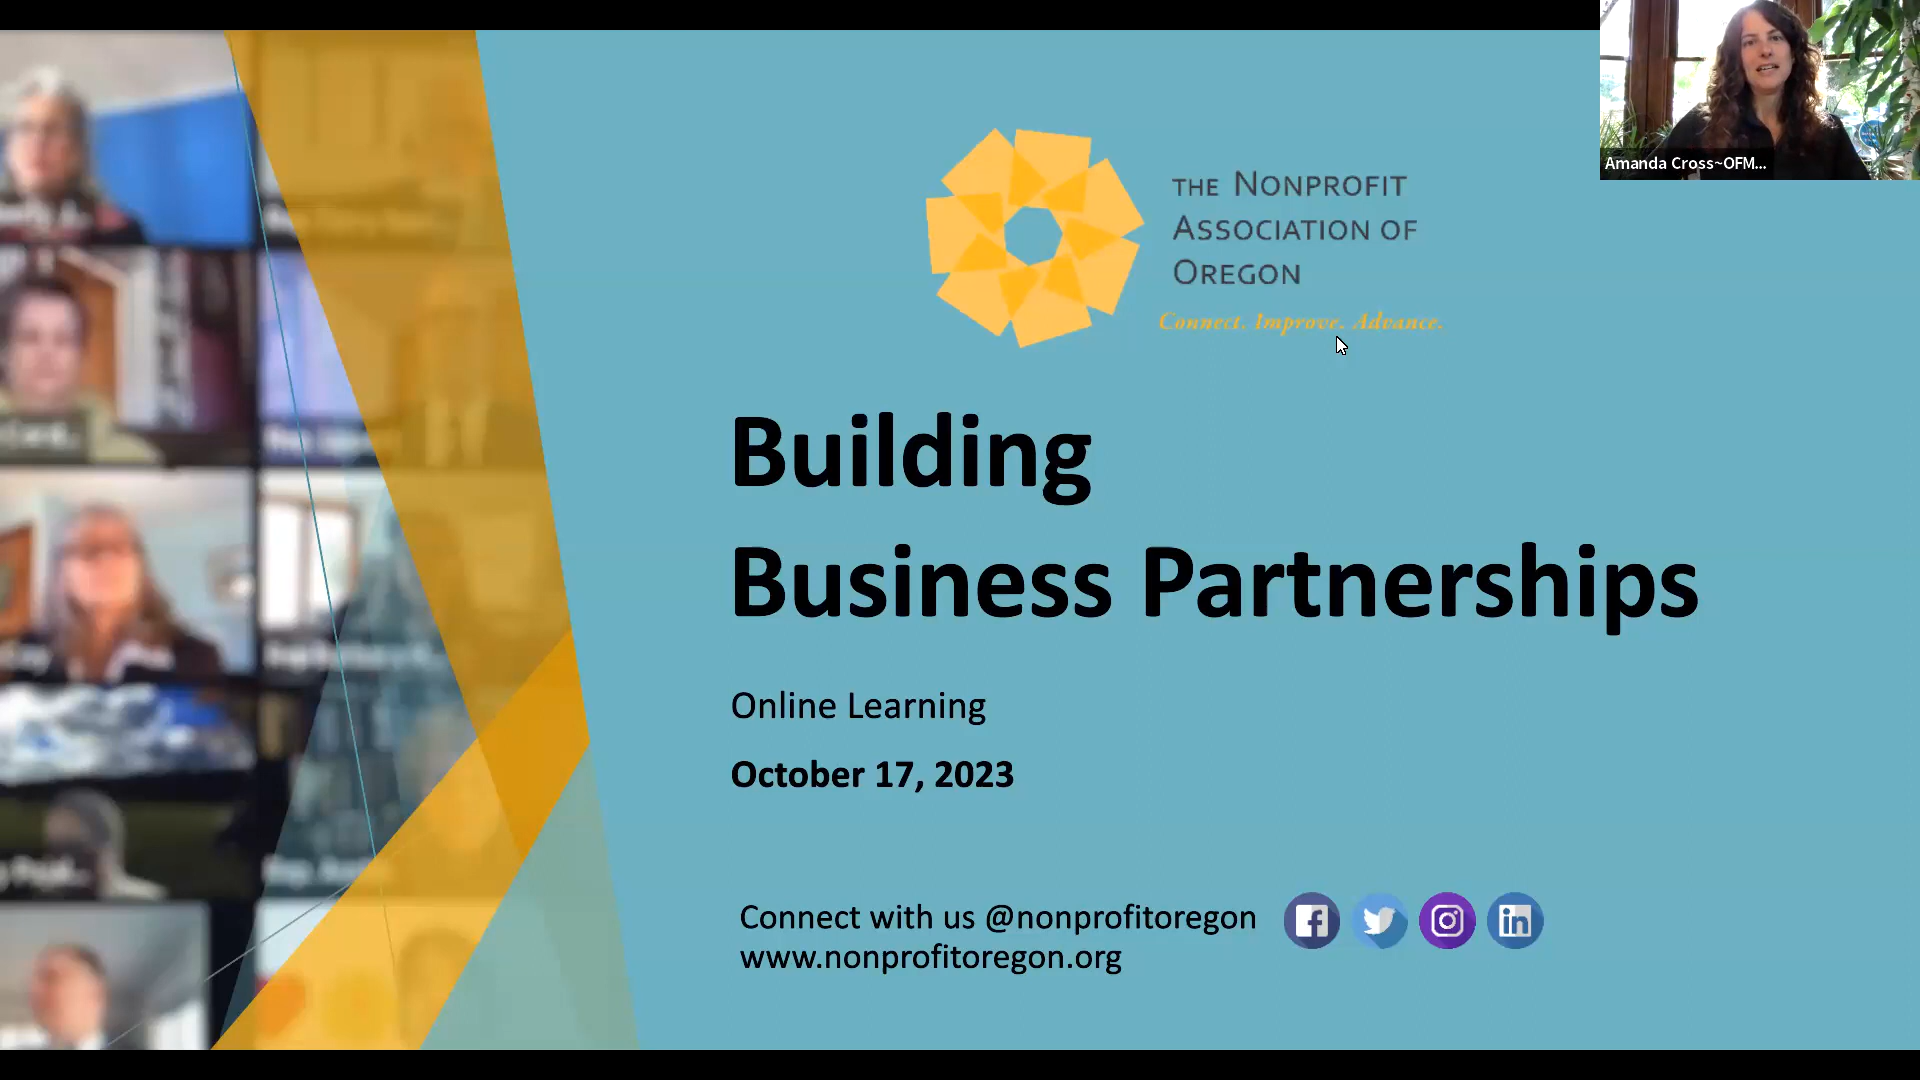 Amanda Cross~OFM...
THE NONPROFIT
ASSOCIATION OF
OREGON
Connect. Improve. Advance.
Building
Business Partnerships
Online Learning
October 17, 2023
Connect with us @nonprofitoregon
www.nonprofitoregon.org